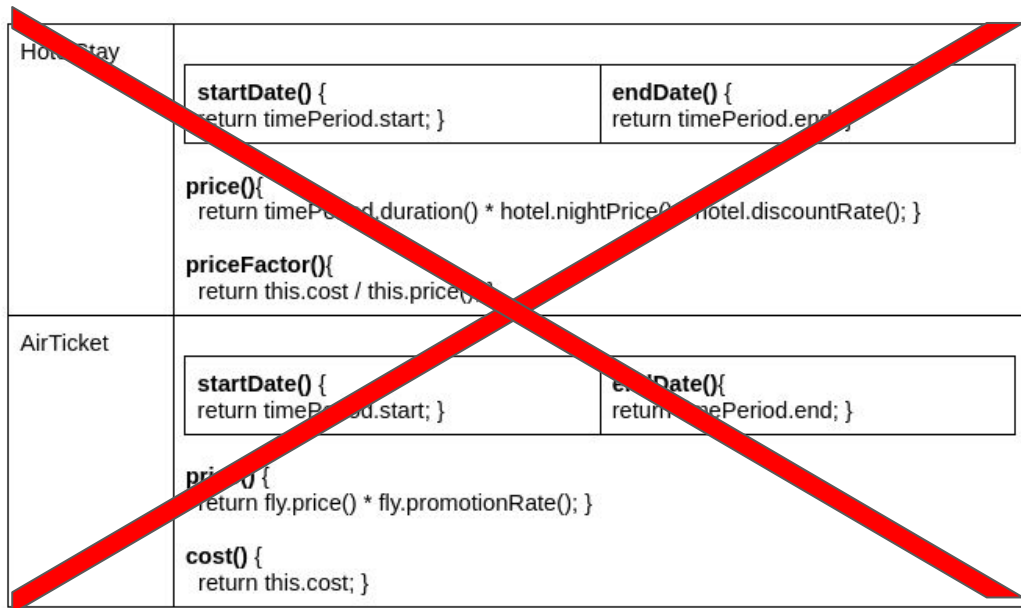 HotelStay
startDate() {
return timePeriod.start; }
endDate() {
return timePeriod.end; }
price(){
return timePeriod.duration() * hotel.nightPrice() hotel.discountRate(); }
priceFactor(){
return this.cost / this.price(); }
AirTicket
startDate() {
return timePeriod.start; }
endDate(){
return timePeriod.end; }
price() {
return fly.price() * fly.promotionRate(); }
cost() {
return this.cost; }